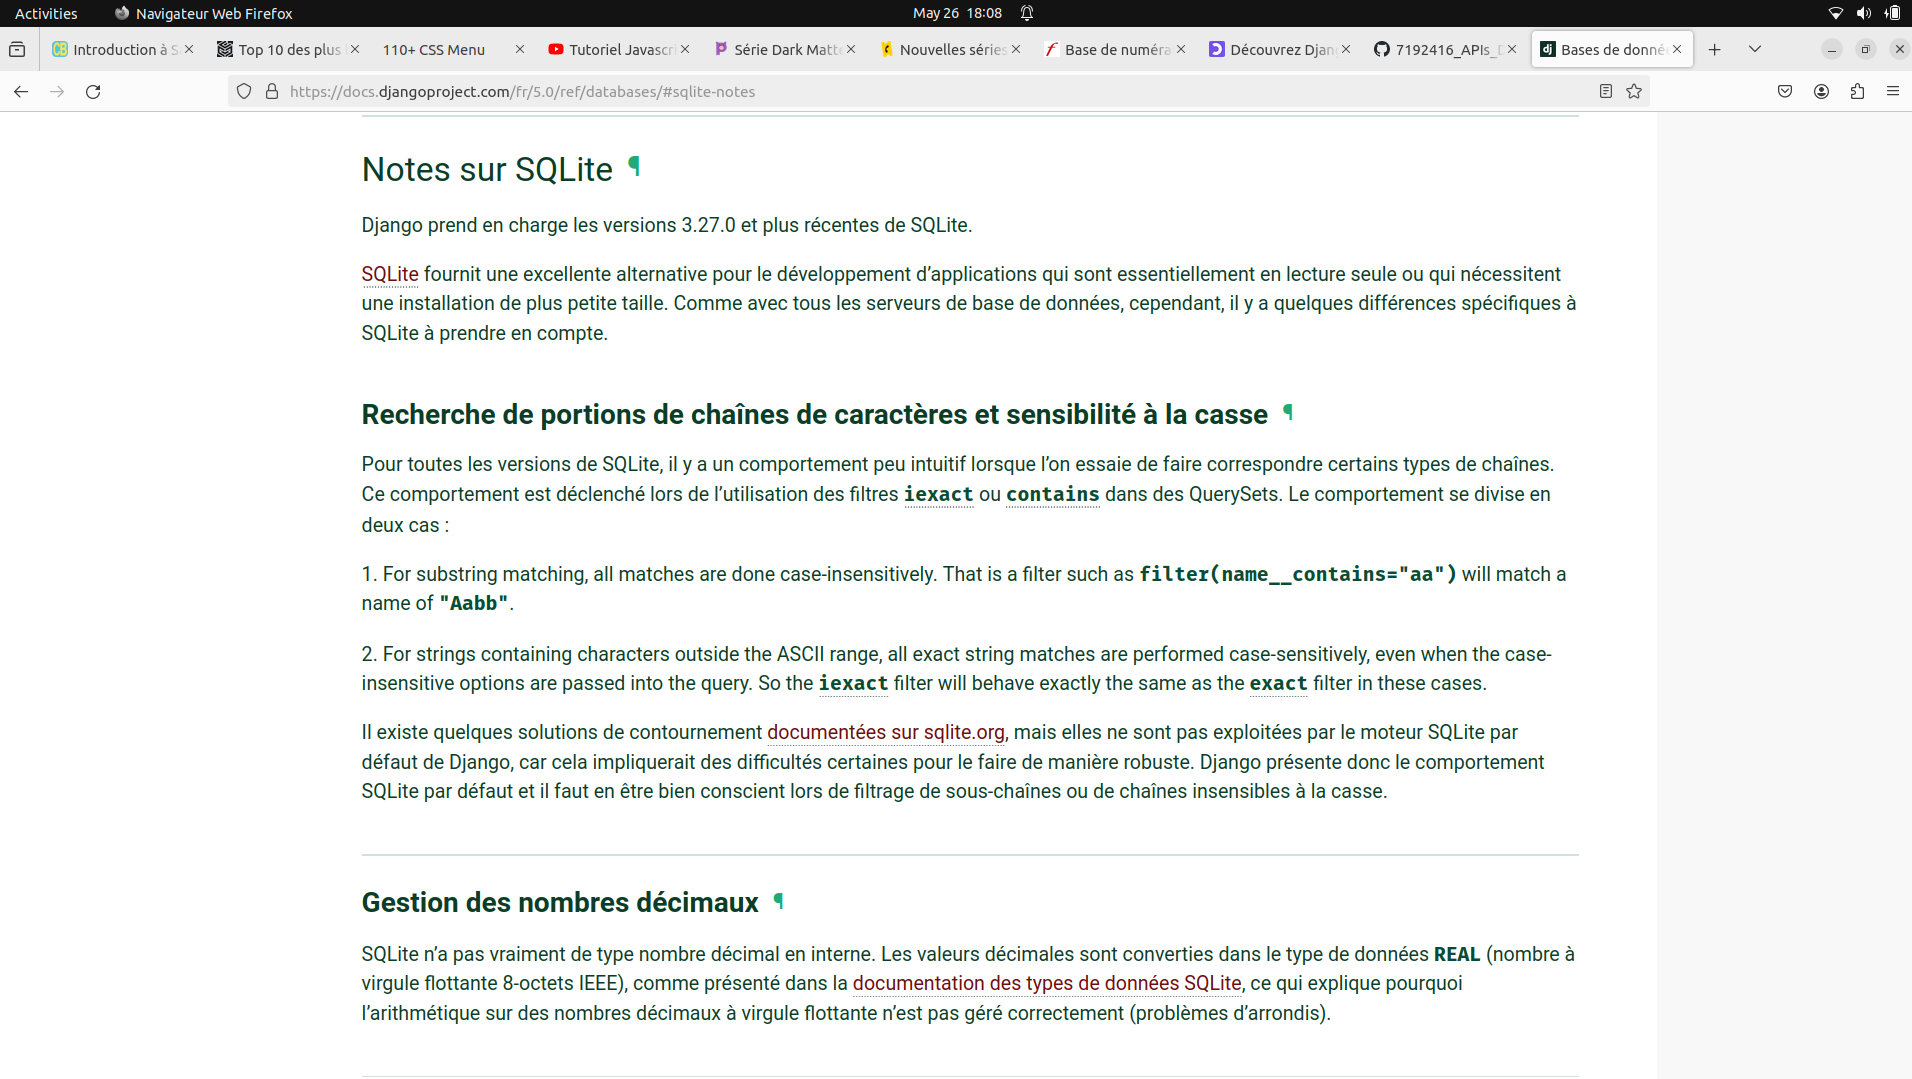 Activities
Navigateur Web Firefox
May 26 18:08
Introduction à S
Top 10 des plus
110+ CSS Menu
Tutoriel Javascri
Série Dark Matte
Nouvelles séries
Base de numéra
Découvrez Djan
7192416_APIs_D
Bases de donné
https://docs.djangoproject.com/fr/5.0/ref/databases/#sqlite-notes
Notes sur SQLite ¶
Django prend en charge les versions 3.27.0 et plus récentes de SQLite.
SQLite fournit une excellente alternative pour le développement d’applications qui sont essentiellement en lecture seule ou qui nécessitent
une installation de plus petite taille. Comme avec tous les serveurs de base de données, cependant, il y a quelques différences spécifiques à
SQLite à prendre en compte.
Recherche de portions de chaînes de caractères et sensibilité à la casse ¶
Pour toutes les versions de SQLite, il y a un comportement peu intuitif lorsque l’on essaie de faire correspondre certains types de chaînes.
Ce comportement est déclenché lors de l’utilisation des filtres iexact ou contains dans des QuerySets. Le comportement se divise en
deux cas :
1. For substring matching, all matches are done case-insensitively. That is a filter such as filter(name__contains="aa") will match a
name of "Aabb".
2. For strings containing characters outside the ASCII range, all exact string matches are performed case-sensitively, even when the case-
insensitive options are passed into the query. So the iexact filter will behave exactly the same as the exact filter in these cases.
Il existe quelques solutions de contournement documentées sur sqlite.org, mais elles ne sont pas exploitées par le moteur SQLite par
défaut de Django, car cela impliquerait des difficultés certaines pour le faire de manière robuste. Django présente donc le comportement
SQLite par défaut et il faut en être bien conscient lors de filtrage de sous-chaînes ou de chaînes insensibles à la casse.
Gestion des nombres décimaux ¶
SQLite n’a pas vraiment de type nombre décimal en interne. Les valeurs décimales sont converties dans le type de données REAL (nombre à
virgule flottante 8-octets IEEE), comme présenté dans la documentation des types de données SQLite, ce qui explique pourquoi
l’arithmétique sur des nombres décimaux à virgule flottante n’est pas géré correctement (problèmes d’arrondis).